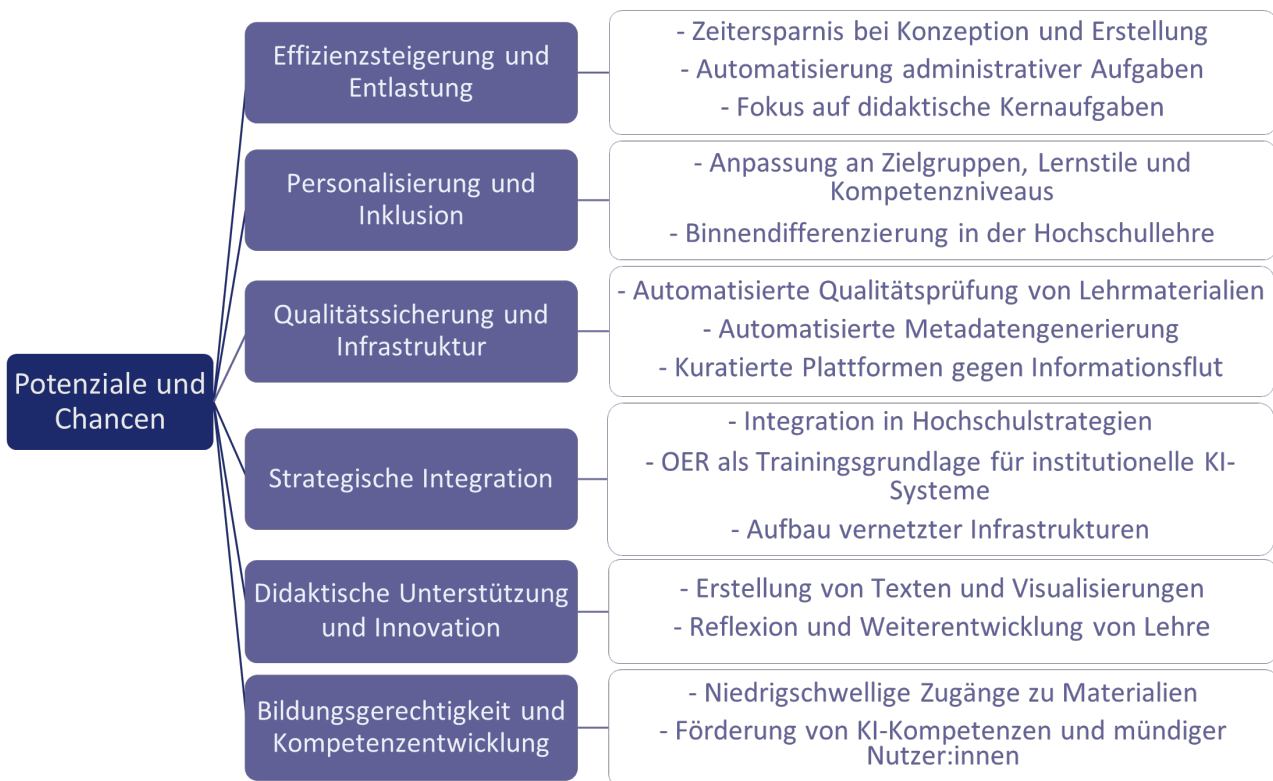 Potenziale und
Chancen
Effizienzsteigerung und
Entlastung
- Zeitersparnis bei Konzeption und Erstellung
- Automatisierung administrativer Aufgaben
- Fokus auf didaktische Kernaufgaben
Personalisierung und
Inklusion
- Anpassung an Zielgruppen, Lernstile und
Kompetenzniveaus
- Binnendifferenzierung in der Hochschullehre
Qualitätssicherung und
Infrastruktur
- Automatisierte Qualitätsprüfung von Lehrmaterialien
- Automatisierte Metadatengenerierung
- Kuratierte Plattformen gegen Informationsflut
Strategische Integration
- Integration in Hochschulstrategien
- OER als Trainingsgrundlage für institutionelle KI-
Systeme
- Aufbau vernetzter Infrastrukturen
Didaktische Unterstützung
und Innovation
- Erstellung von Texten und Visualisierungen
- Reflexion und Weiterentwicklung von Lehre
Bildungsgerechtigkeit und
Kompetenzentwicklung
- Niedrigschwellige Zugänge zu Materialien
- Förderung von KI-Kompetenzen und mündiger
Nutzer:innen